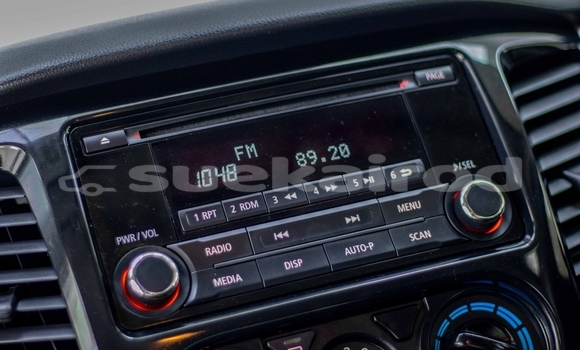 PAGE
FM
1048 89.20
suekairod
1 RPT 2 RDM 3 ◀◀ 4 ▶▶ 5 6
/SEL
PWR/VOL
RADIO MENU
MEDIA DISP AUTO-P SCAN